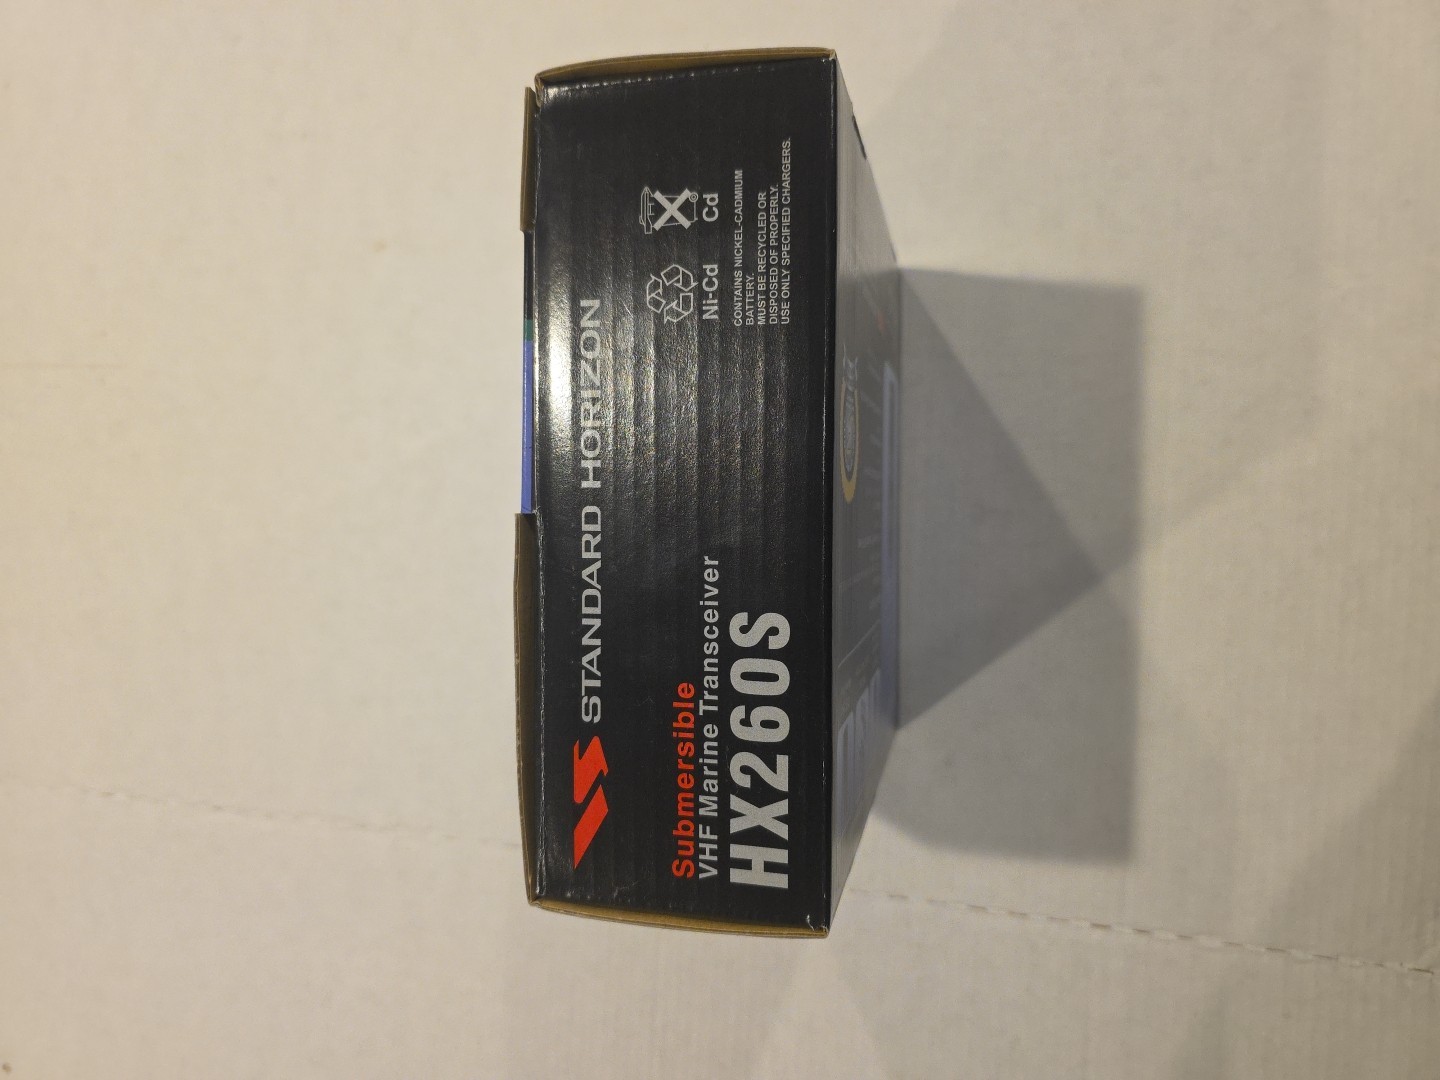 STANDARD HORIZON
Submersible
VHF Marine Transceiver
HX260S
Ni-Cd Cd
CONTAINS NICKEL-CADMIUM
BATTERY.
MUST BE RECYCLED OR
DISPOSED OF PROPERLY.
USE ONLY SPECIFIED CHARGERS.